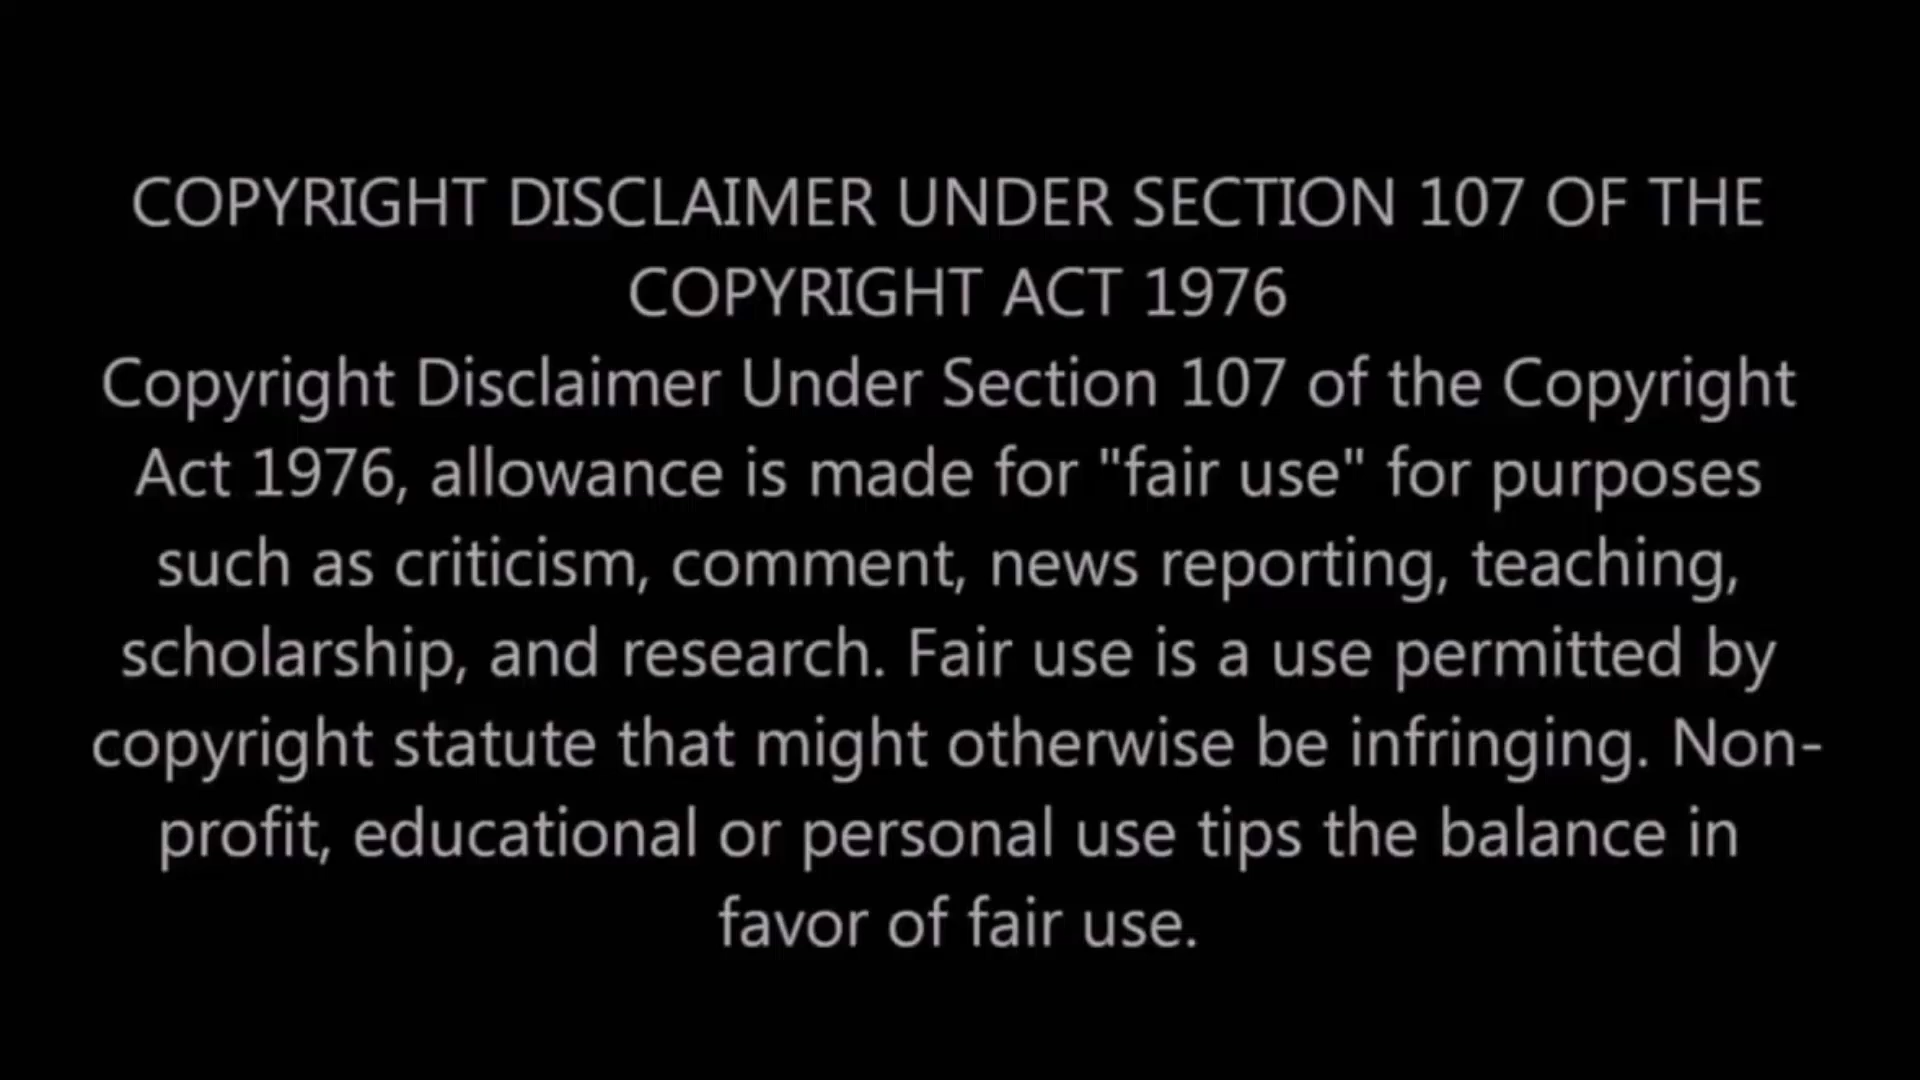 COPYRIGHT DISCLAIMER UNDER SECTION 107 OF THE
COPYRIGHT ACT 1976
Copyright Disclaimer Under Section 107 of the Copyright
Act 1976, allowance is made for "fair use" for purposes
such as criticism, comment, news reporting, teaching,
scholarship, and research. Fair use is a use permitted by
copyright statute that might otherwise be infringing. Non-
profit, educational or personal use tips the balance in
favor of fair use.